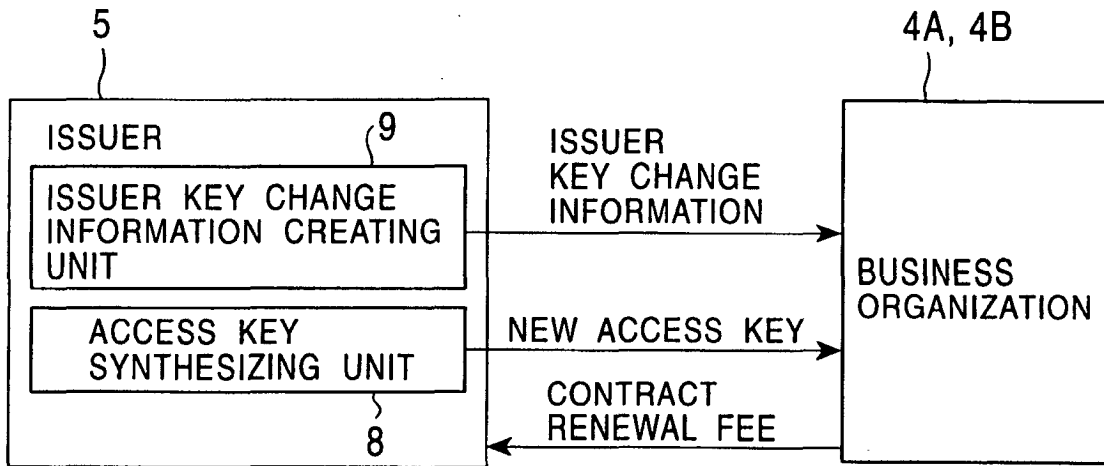 5
4A, 4B
ISSUER
9
ISSUER KEY CHANGE
INFORMATION CREATING
UNIT
ISSUER
KEY CHANGE
INFORMATION
BUSINESS
ORGANIZATION
ACCESS KEY
SYNTHESIZING UNIT
8
NEW ACCESS KEY
CONTRACT
RENEWAL FEE